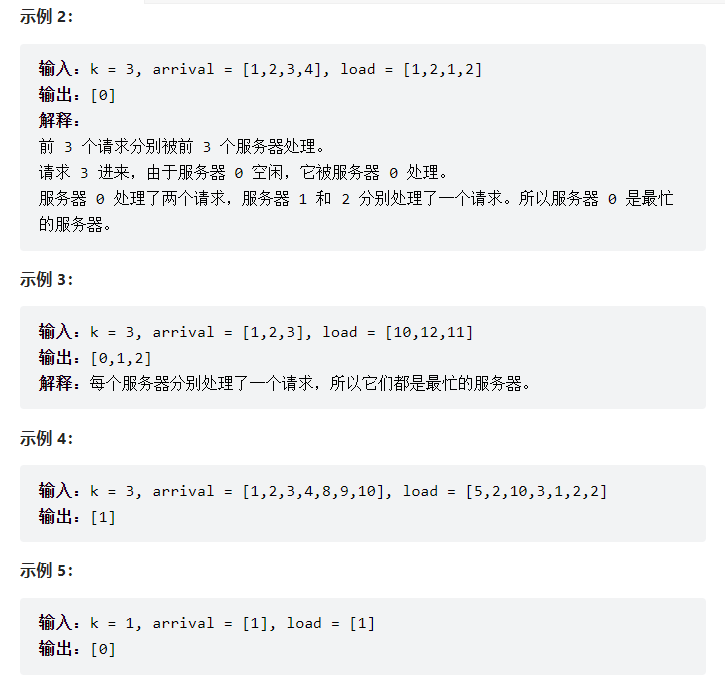 示例 2：
输入：k = 3, arrival = [1,2,3,4], load = [1,2,1,2]
输出：[0]
解释：
前 3 个请求分别被前 3 个服务器处理。
请求 3 进来，由于服务器 0 空闲，它被服务器 0 处理。
服务器 0 处理了两个请求，服务器 1 和 2 分别处理了一个请求。所以服务器 0 是最忙
的服务器。
示例 3：
输入：k = 3, arrival = [1,2,3], load = [10,12,11]
输出：[0,1,2]
解释：每个服务器分别处理了一个请求，所以它们都是最忙的服务器。
示例 4：
输入：k = 3, arrival = [1,2,3,4,8,9,10], load = [5,2,10,3,1,2,2]
输出：[1]
示例 5：
输入：k = 1, arrival = [1], load = [1]
输出：[0]